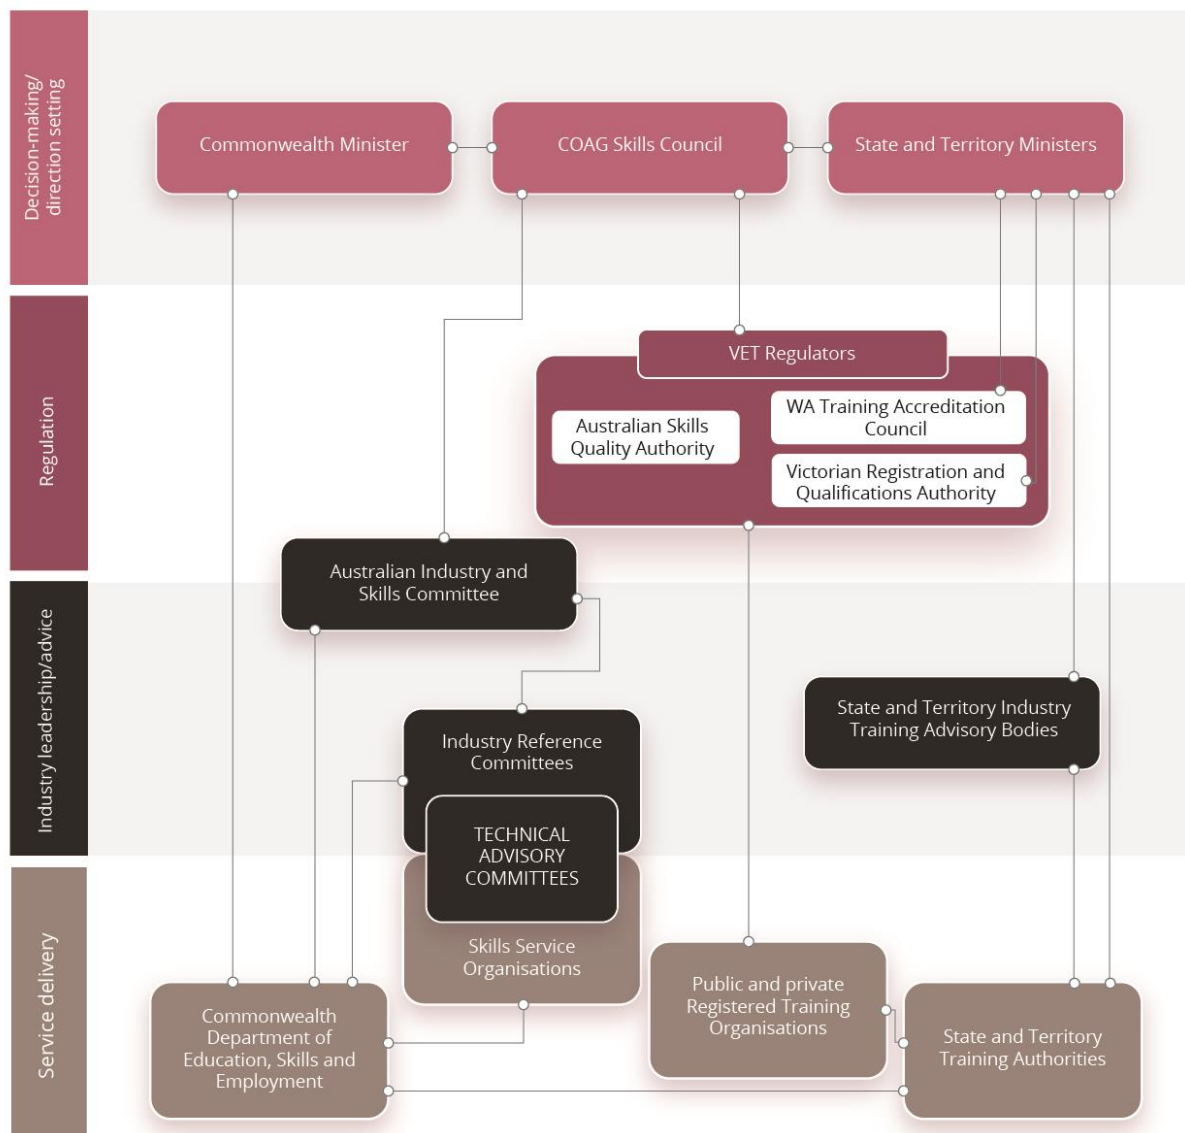 Decision-making/
direction setting
Commonwealth Minister
COAG Skills Council
State and Territory Ministers
Regulation
VET Regulators
Australian Skills
Quality Authority
WA Training Accreditation
Council
Victorian Registration and
Qualifications Authority
Industry leadership/advice
Australian Industry and
Skills Committee
Industry Reference
Committees
TECHNICAL
ADVISORY
COMMITTEES
State and Territory Industry
Training Advisory Bodies
Service delivery
Skills Service
Organisations
Commonwealth
Department of
Education, Skills and
Employment
Public and private
Registered Training
Organisations
State and Territory
Training Authorities